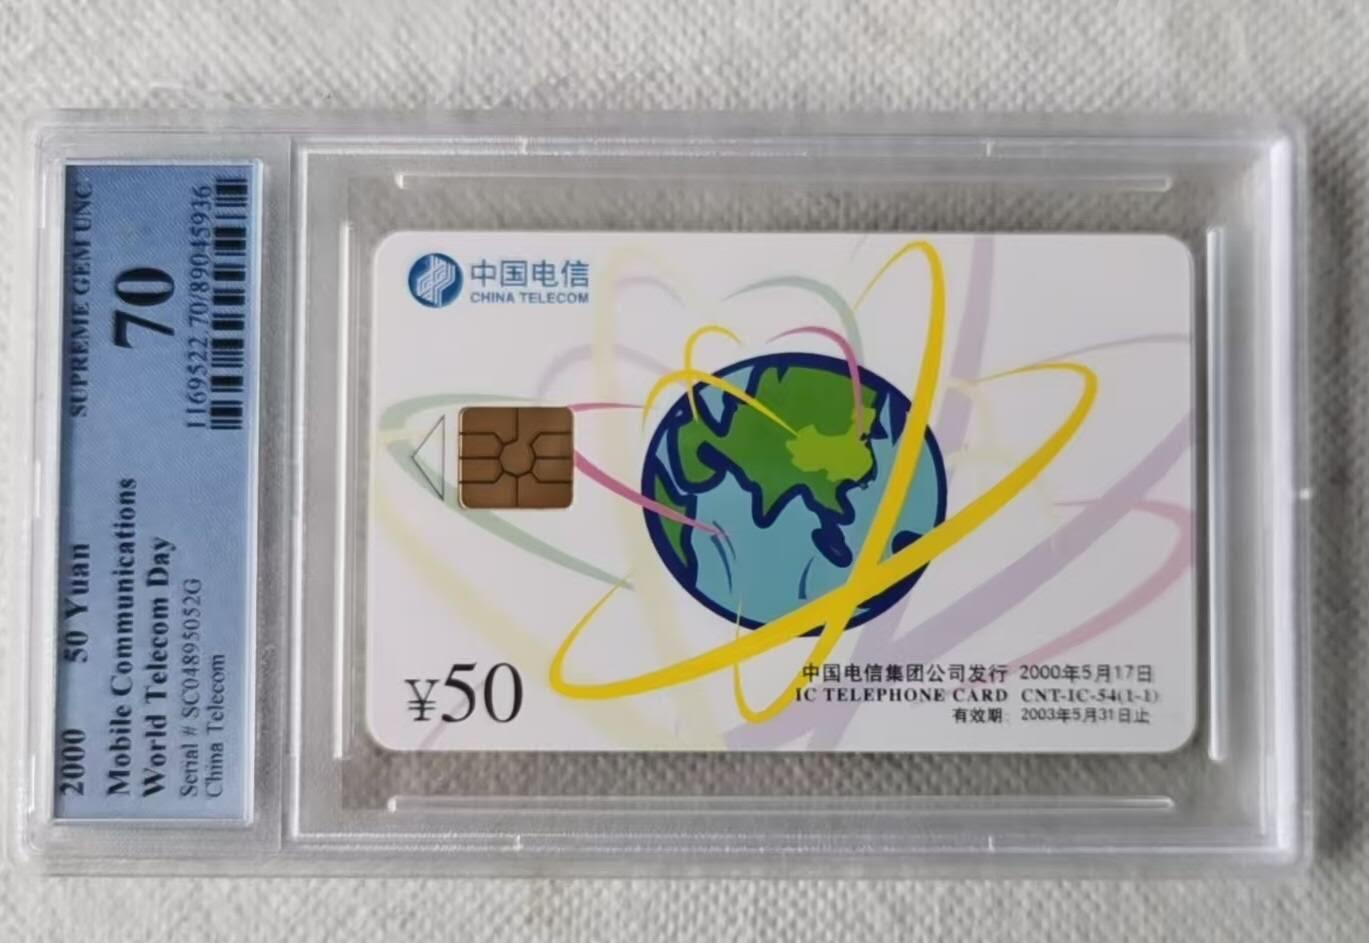 2000 50 Yuan SUPREME GEM UNC
Mobile Communications 70
World Telecom Day
Serial # SC04895052G 1169522.70/89045936
China Telecom
中国电信
CHINA TELECOM
¥50
中国电信集团公司发行 2000年5月17日
IC TELEPHONE CARD CNT-IC-54(1-1)
有效期: 2003年5月31日止